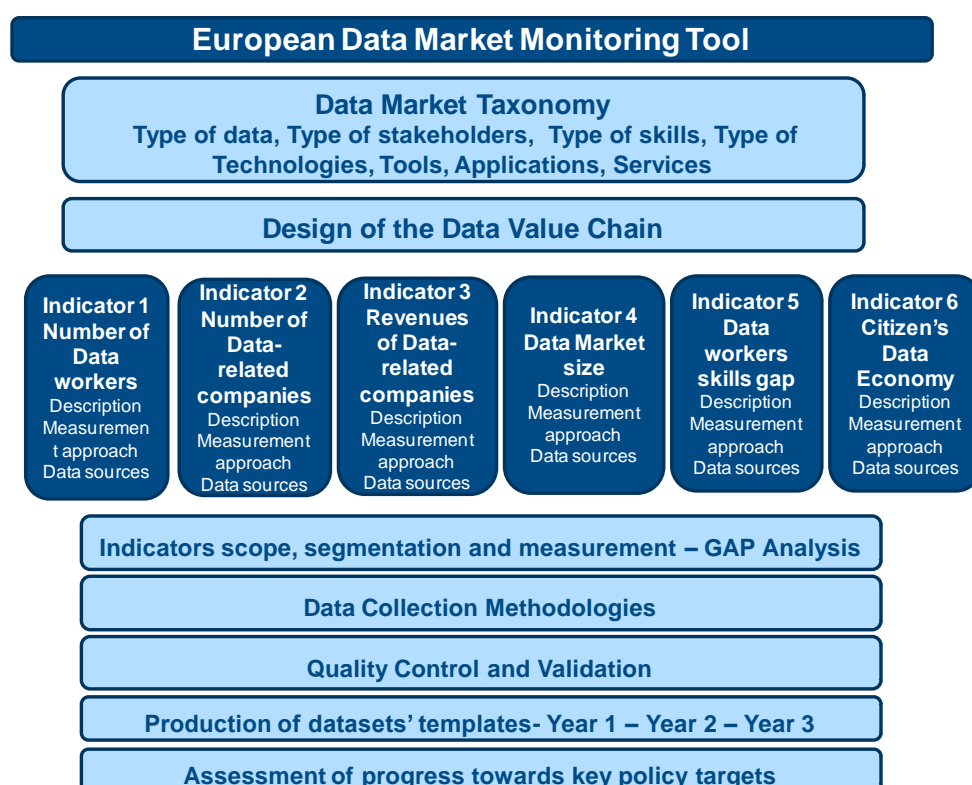 European Data Market Monitoring Tool
Data Market Taxonomy
Type of data, Type of stakeholders, Type of skills, Type of
Technologies, Tools, Applications, Services
Design of the Data Value Chain
Indicator 1
Number of
Data
workers
Description
Measuremen
t approach
Data sources
Indicator 2
Number of
Data-
related
companies
Description
Measurement
approach
Data sources
Indicator 3
Revenues
of Data-
related
companies
Description
Measurement
approach
Data sources
Indicator 4
Data Market
size
Description
Measurement
approach
Data sources
Indicator 5
Data
workers
skills gap
Description
Measurement
approach
Data sources
Indicator 6
Citizen's
Data
Economy
Description
Measurement
approach
Data sources
Indicators scope, segmentation and measurement – GAP Analysis
Data Collection Methodologies
Quality Control and Validation
Production of datasets' templates- Year 1 – Year 2 – Year 3
Assessment of progress towards key policy targets